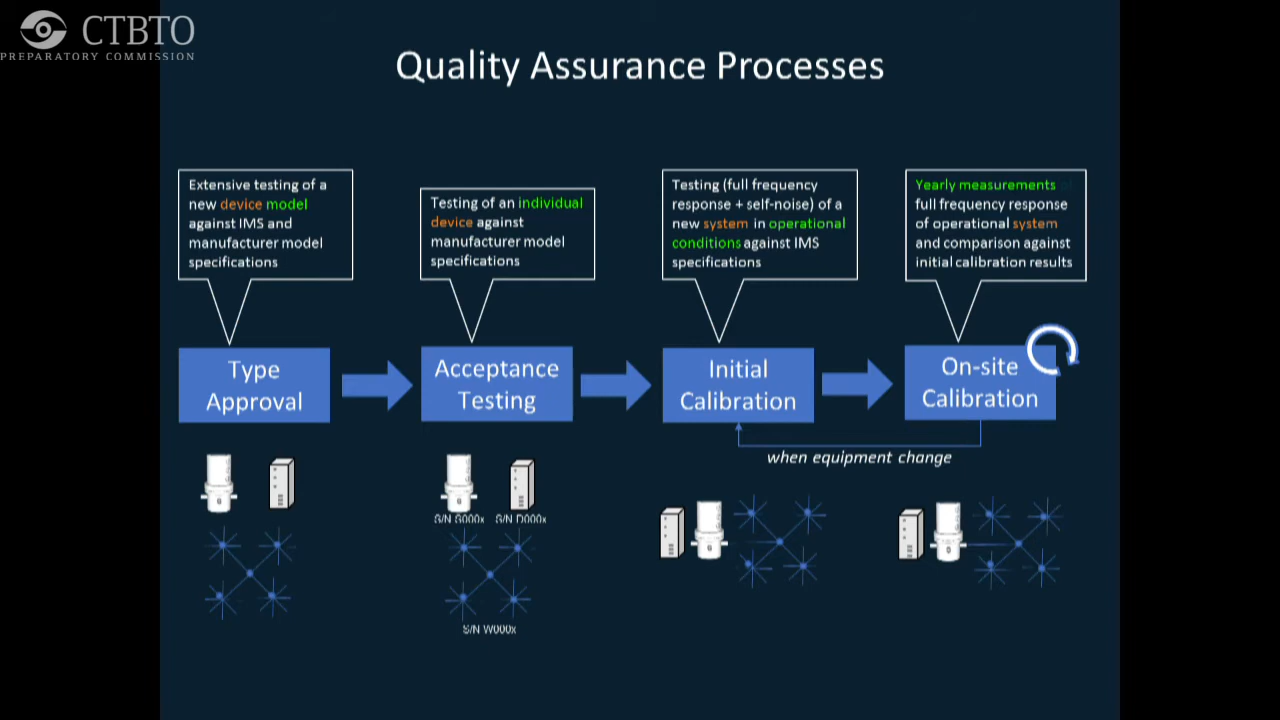 CTBTO
PREPARATORY COMMISSION
Quality Assurance Processes
Extensive testing of a
new device model
against IMS and
manufacturer model
specifications
Testing of an individual
device against
manufacturer model
specifications
Testing (full frequency
response + self-noise) of a
new system in operational
conditions against IMS
specifications
Yearly measurements of
full frequency response
of operational system
and comparison against
initial calibration results
Type
Approval
Acceptance
Testing
Initial
Calibration
On-site
Calibration
when equipment change
S/N S000x
S/N D000x
S/N W000x